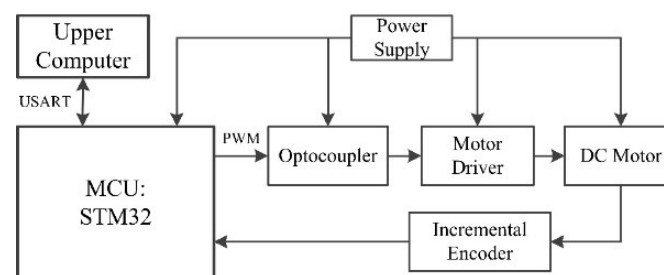 Upper
Computer
Power
Supply
USART
PWM
MCU:
STM32
Optocoupler
Motor
Driver
DC Motor
Incremental
Encoder